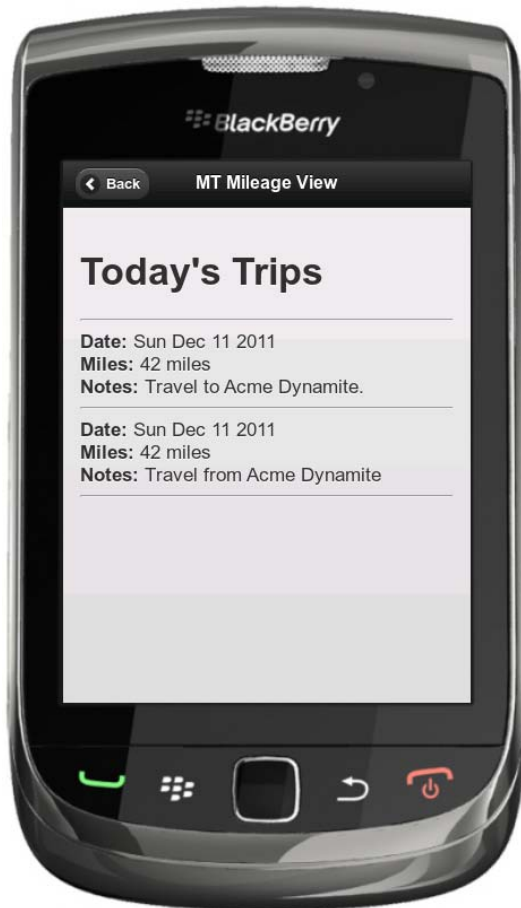 BlackBerry
Back
MT Mileage View
Today's Trips
Date: Sun Dec 11 2011
Miles: 42 miles
Notes: Travel to Acme Dynamite.
Date: Sun Dec 11 2011
Miles: 42 miles
Notes: Travel from Acme Dynamite